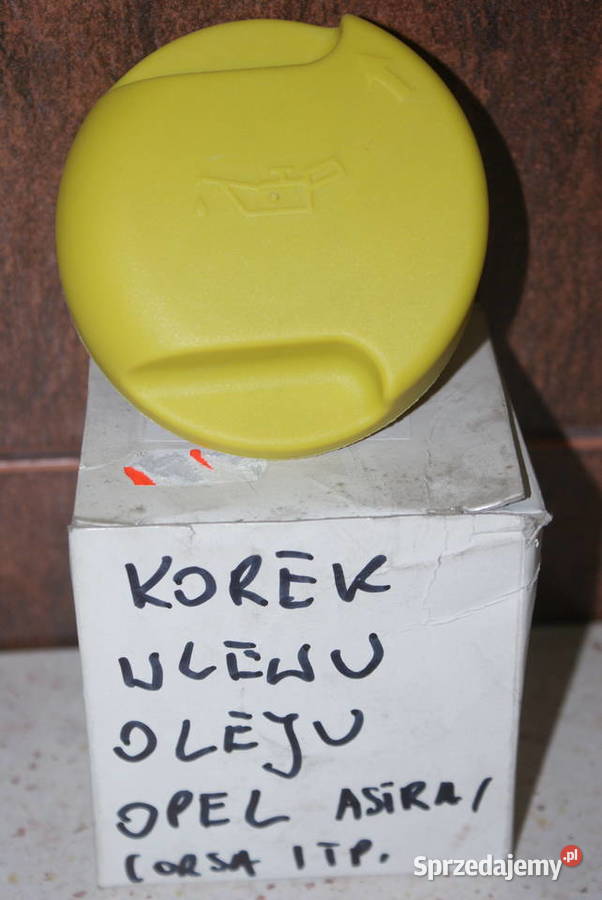 KOREK
WLEWU
OLEJU
OPEL ASTRA/
CORSA ITP.
Sprzedajemy.pl